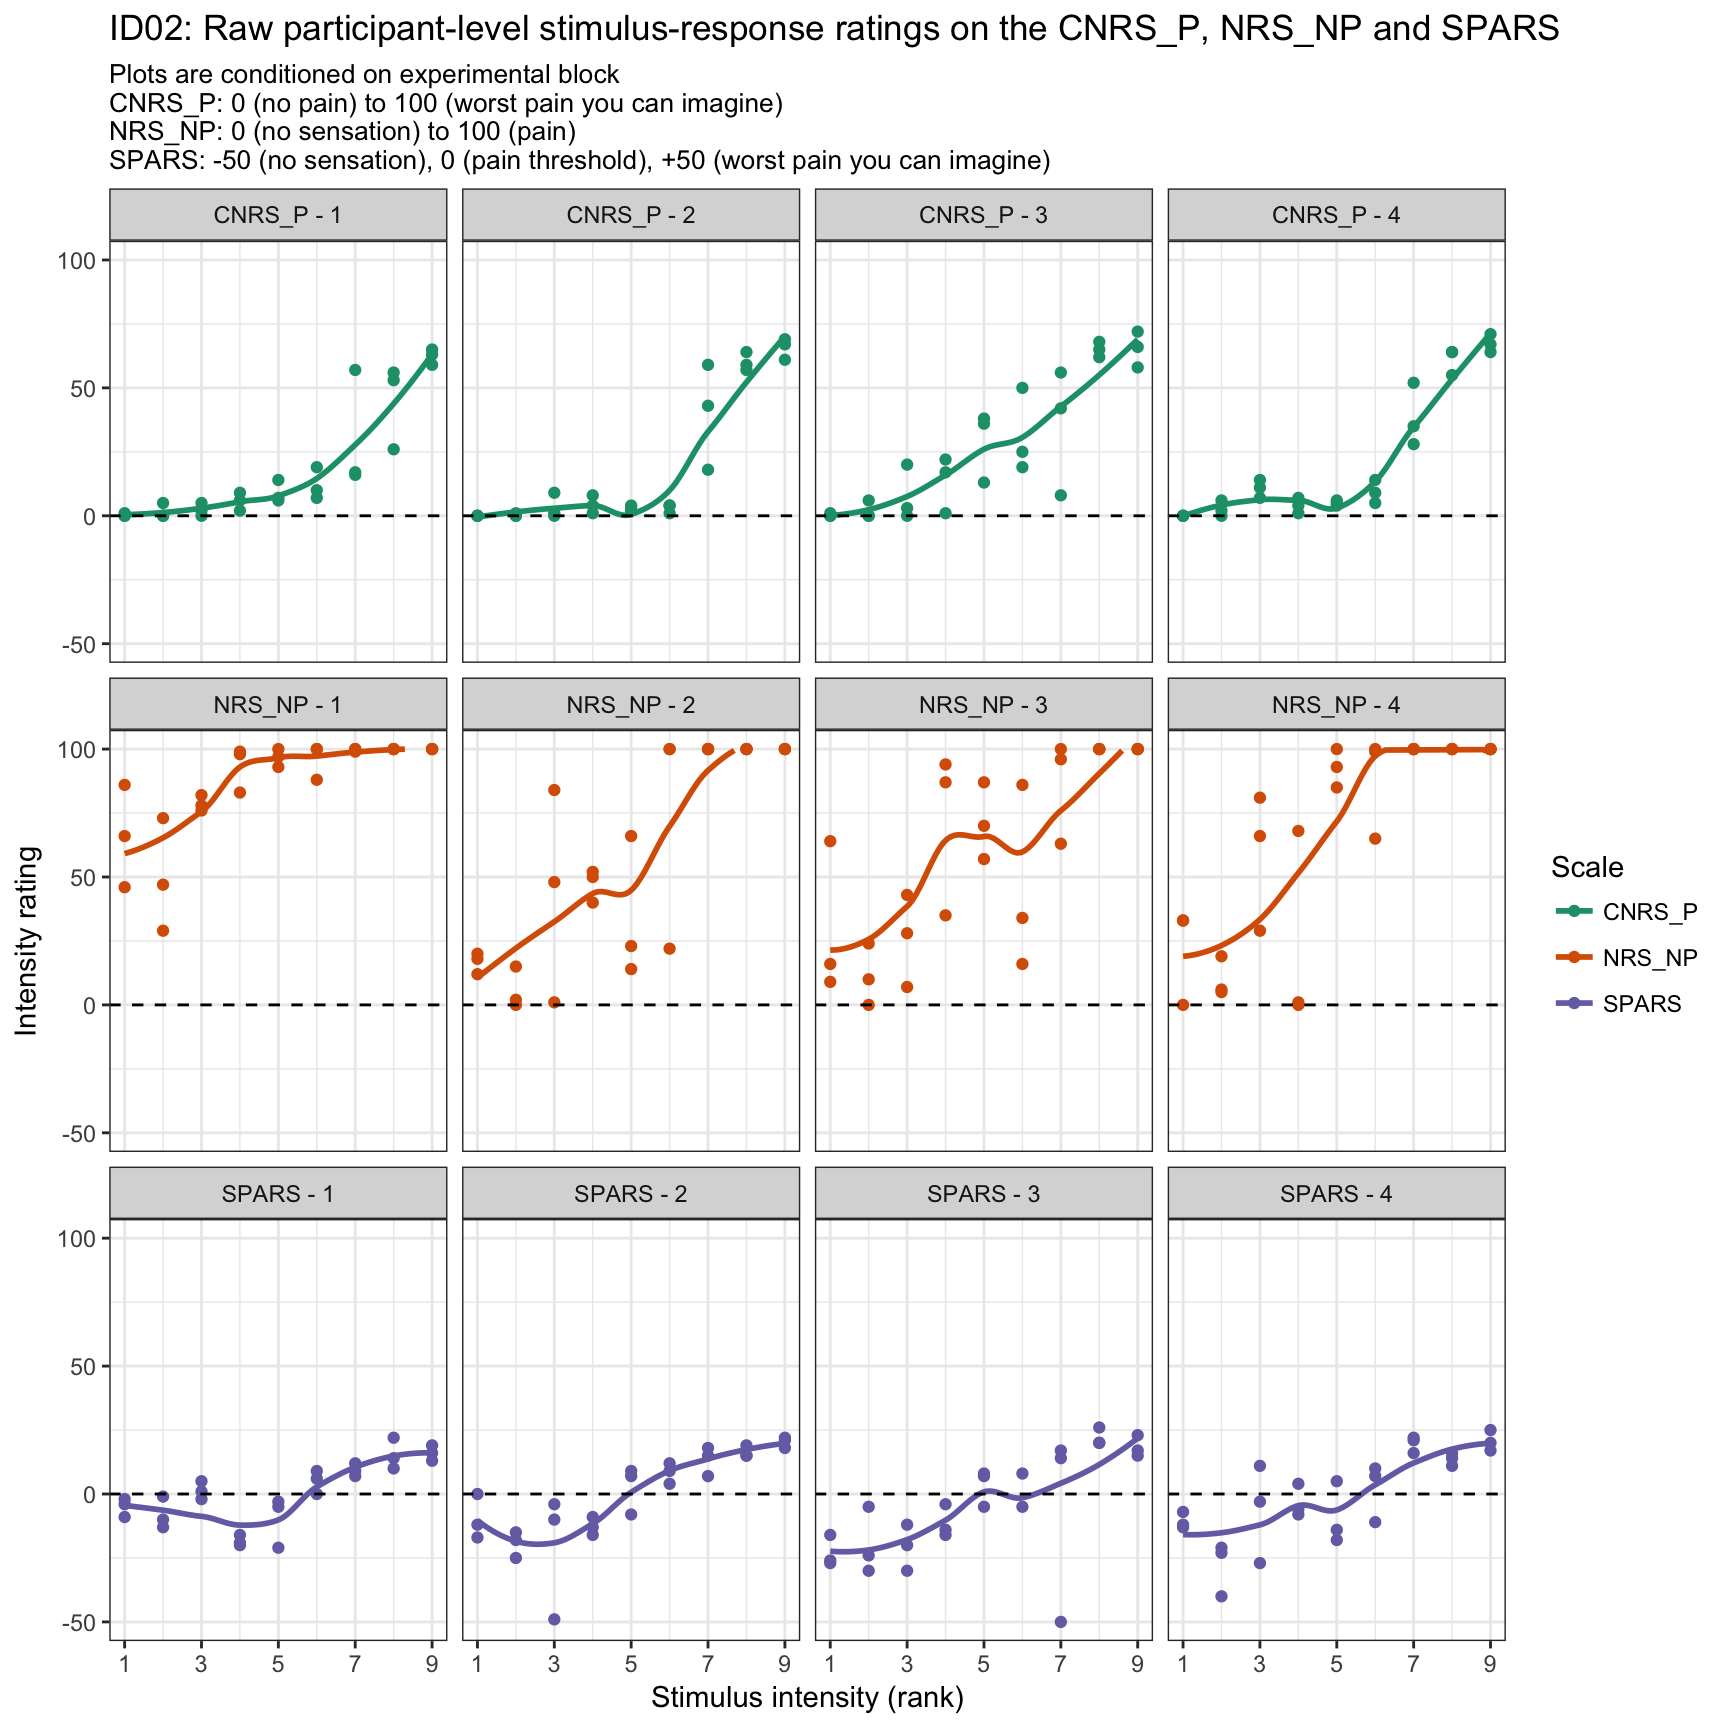 ID02: Raw participant-level stimulus-response ratings on the CNRS_P, NRS_NP and SPARS
Plots are conditioned on experimental block
CNRS_P: 0 (no pain) to 100 (worst pain you can imagine)
NRS_NP: 0 (no sensation) to 100 (pain)
SPARS: -50 (no sensation), 0 (pain threshold), +50 (worst pain you can imagine)
CNRS_P - 1 CNRS_P - 2 CNRS_P - 3 CNRS_P - 4
100
50
0
-50
NRS_NP - 1 NRS_NP - 2 NRS_NP - 3 NRS_NP - 4
100
50
0
-50
SPARS - 1 SPARS - 2 SPARS - 3 SPARS - 4
100
50
0
-50
1 3 5 7 9 1 3 5 7 9 1 3 5 7 9 1 3 5 7 9
Stimulus intensity (rank)
Intensity rating
Scale
CNRS_P
NRS_NP
SPARS